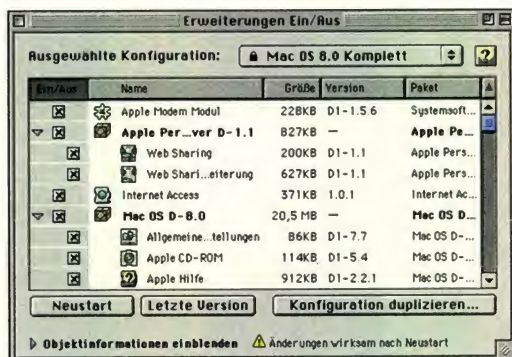 Erweiterungen Ein/Aus
Ausgewählte Konfiguration: Mac OS 8.0 Komplett ?
Ein/Aus Name Größe Version Paket
Apple Modem Modul 228KB D1-1.5.6 Systemsoft...
Apple Per...ver D-1.1 827KB — Apple Pe...
Web Sharing 200KB D1-1.1 Apple Pers...
Web Shari...eiterung 627KB D1-1.1 Apple Pers...
Internet Access 371KB 1.0.1 Internet Ac...
Mac OS D-8.0 20,5 MB — Mac OS D...
Allgemeine...tellungen 86KB D1-7.7 Mac OS D-...
Apple CD-ROM 114KB D1-5.4 Mac OS D-...
Apple Hilfe 912KB D1-2.2.1 Mac OS D-...
Neustart Letzte Version Konfiguration duplizieren...
Objektinformationen einblenden Änderungen wirksam nach Neustart